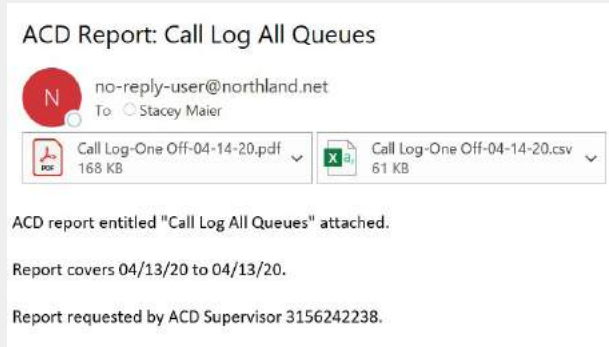 ACD Report: Call Log All Queues
N
no-reply-user@northland.net
To Stacey Maier
Call Log-One Off-04-14-20.pdf
168 KB
PDF
Call Log-One Off-04-14-20.csv
61 KB
X a,
ACD report entitled "Call Log All Queues" attached.
Report covers 04/13/20 to 04/13/20.
Report requested by ACD Supervisor 3156242238.